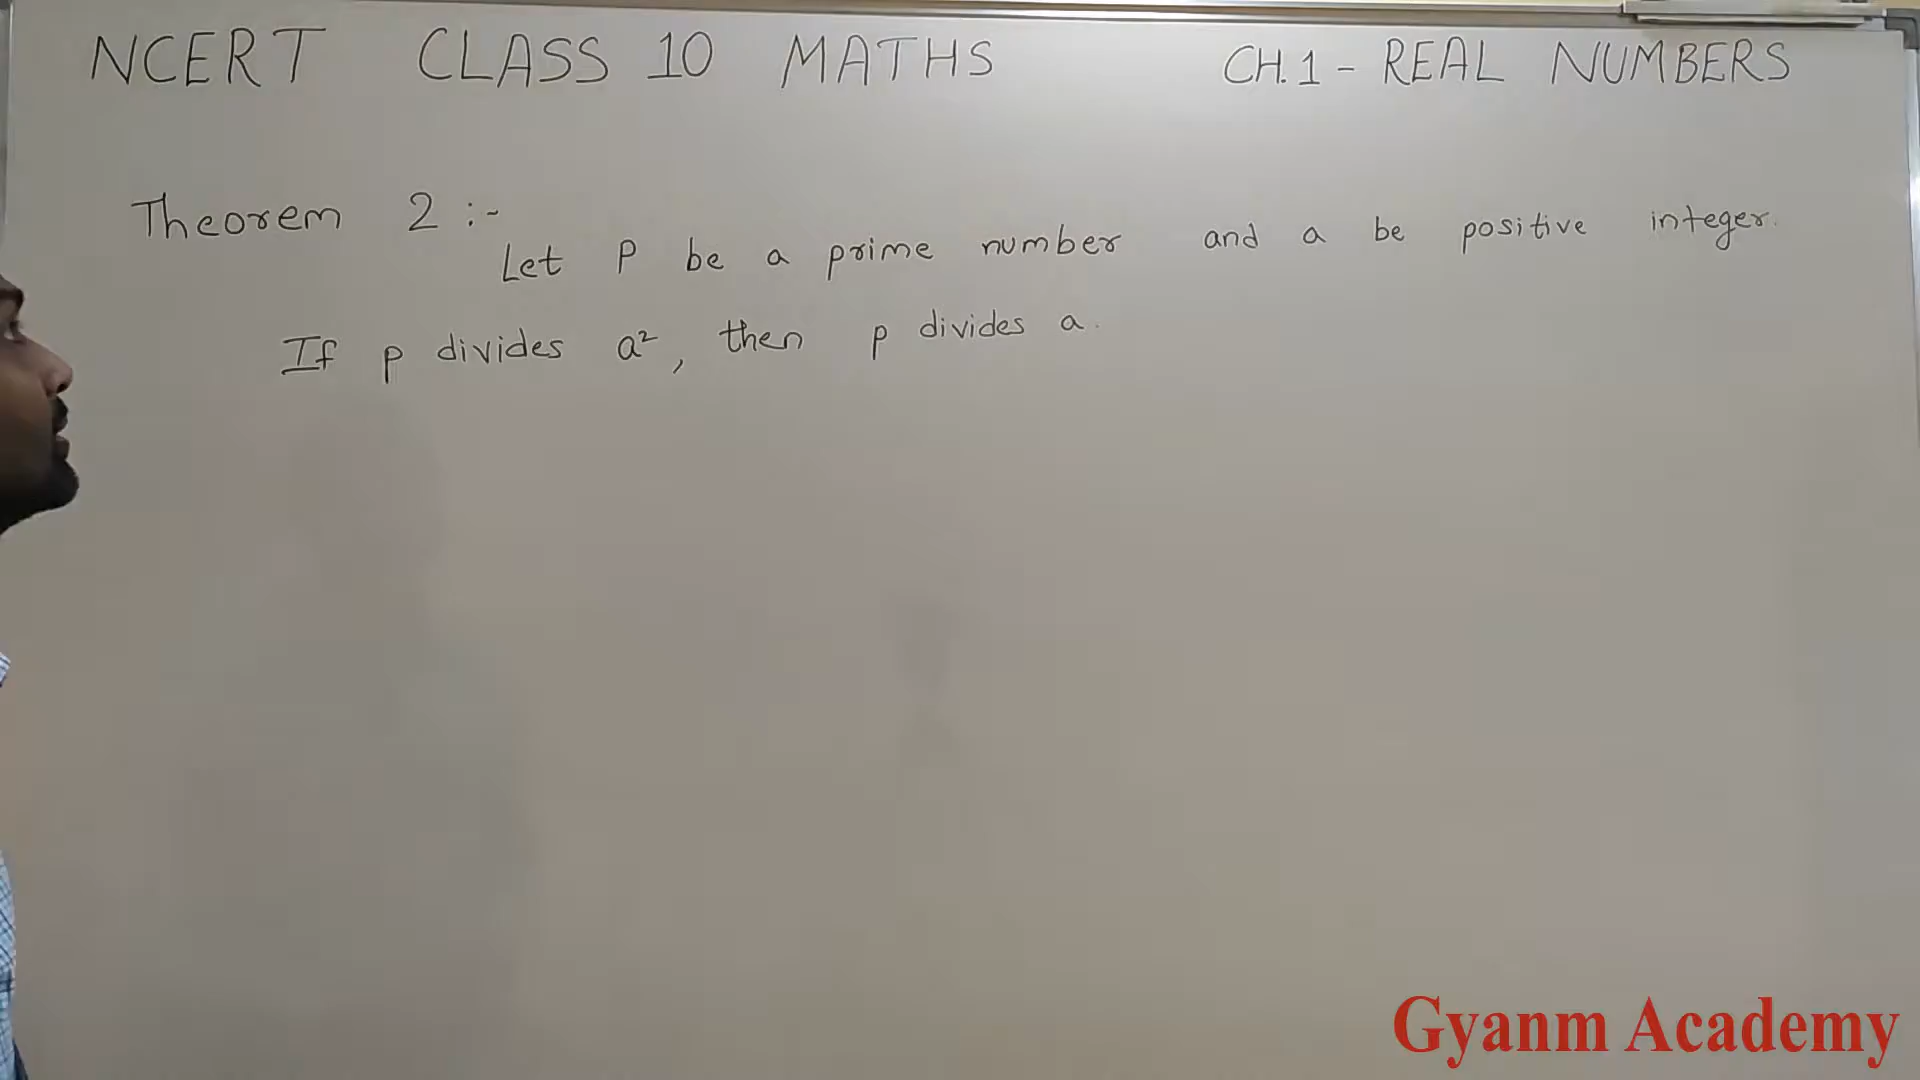 NCERT CLASS 10 MATHS CH.1 - REAL NUMBERS
Theorem 2 :-
Let P be a prime number and a be positive integer.
If p divides a², then p divides a.
Gyanm Academy